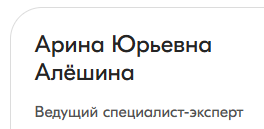 Арина Юрьевна
Алёшина
Ведущий специалист-эксперт